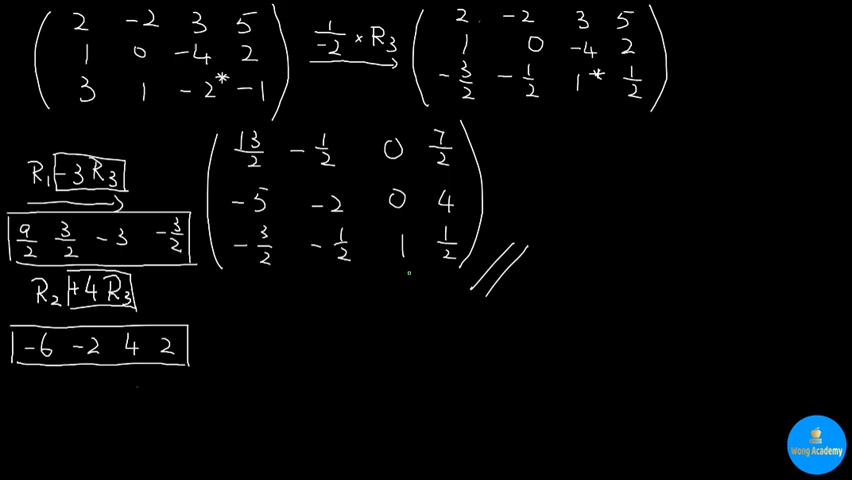 2 -2 3 5 1/-2 × R₃ 2 -2 3 5
1 0 -4 2 1 0 -4 2
3 1 -2* -1 -3/2 -1/2 1* 1/2
R₁ -3R₃ 13/2 -1/2 0 7/2
9/2 3/2 -3 -3/2 -5 -2 0 4
R₂ +4R₃ -3/2 -1/2 1 1/2
-6 -2 4 2
Wong Academy